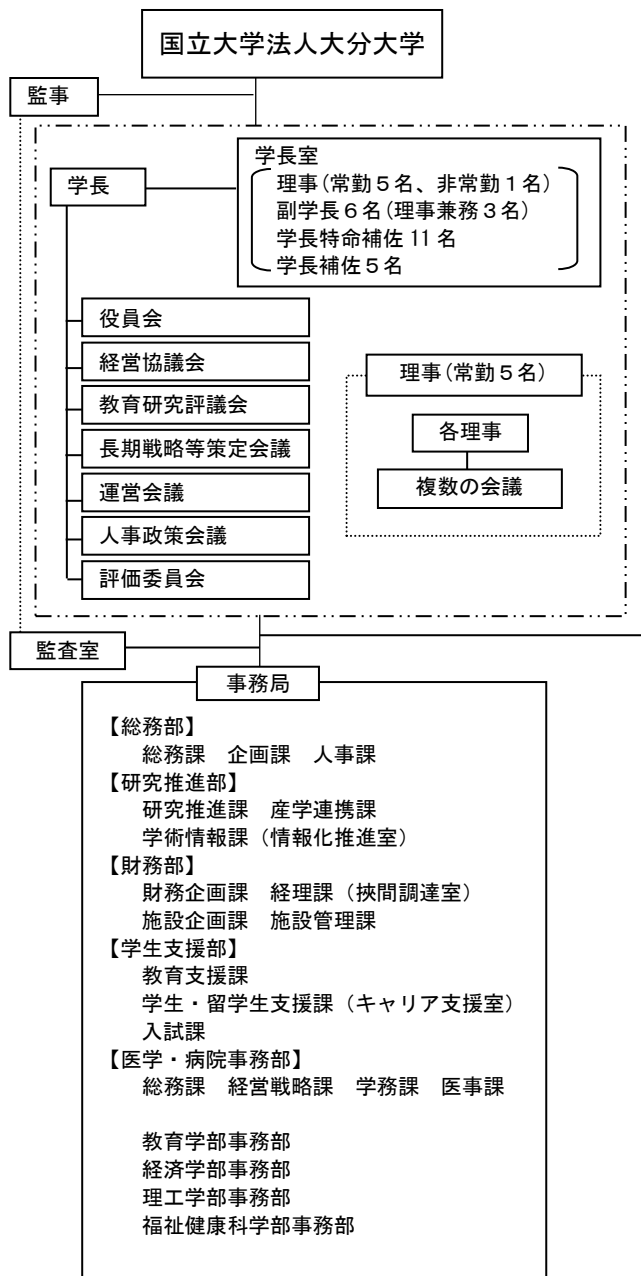 国立大学法人大分大学
監事
学長室
学長
理事(常勤5名、非常勤1名)
副学長6名(理事兼務3名)
学長特命補佐 11 名
学長補佐5名
役員会
経営協議会
教育研究評議会
長期戦略等策定会議
運営会議
人事政策会議
評価委員会
理事(常勤5名)
各理事
複数の会議
監査室
事務局
【総務部】
総務課 企画課 人事課
【研究推進部】
研究推進課 産学連携課
学術情報課(情報化推進室)
【財務部】
財務企画課 経理課(挾間調達室)
施設企画課 施設管理課
【学生支援部】
教育支援課
学生・留学生支援課(キャリア支援室)
入試課
【医学・病院事務部】
総務課 経営戦略課 学務課 医事課
教育学部事務部
経済学部事務部
理工学部事務部
福祉健康科学部事務部